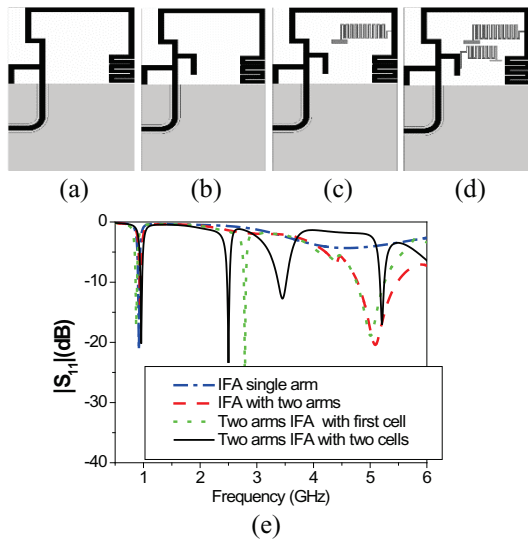 (a) (b) (c) (d)
0
-10
-20
-30
-40
|S11|(dB)
IFA single arm
IFA with two arms
Two arms IFA with first cell
Two arms IFA with two cells
1 2 3 4 5 6
Frequency (GHz)
(e)